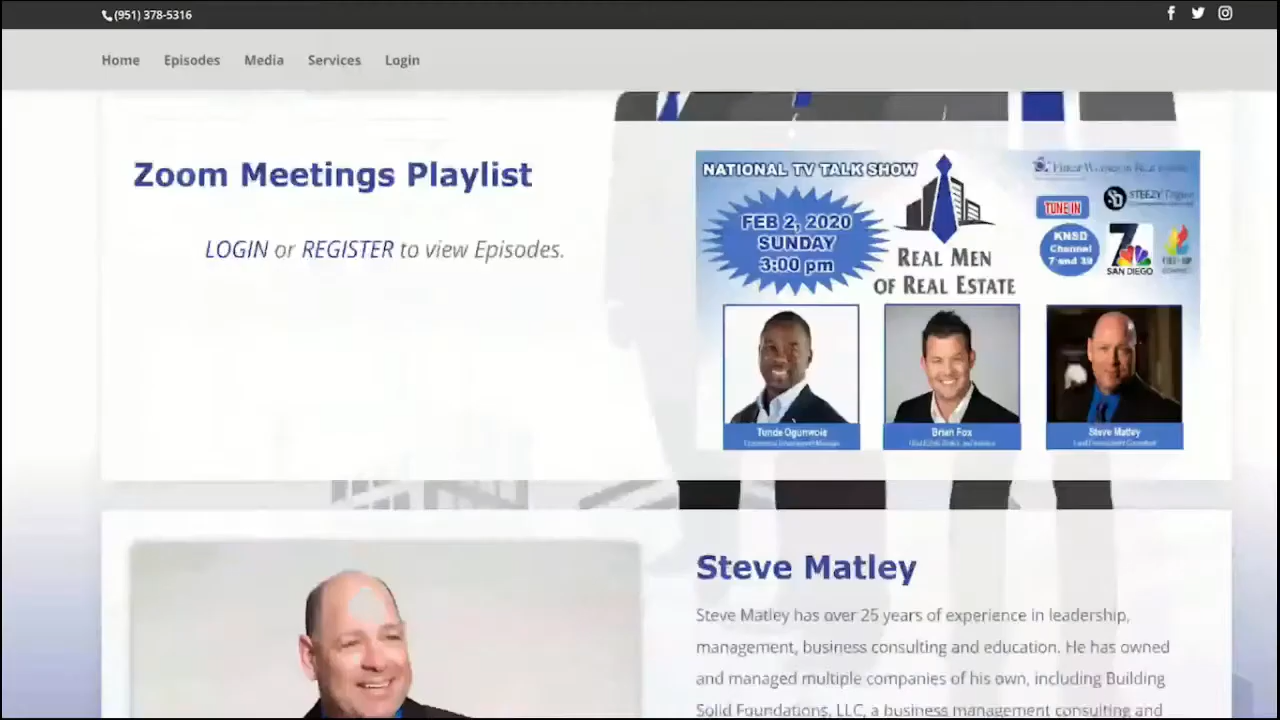 (951) 378-5316
Home Episodes Media Services Login
Zoom Meetings Playlist
LOGIN or REGISTER to view Episodes.
NATIONAL TV TALK SHOW
FEB 2, 2020
SUNDAY
3:00 pm
REAL MEN
OF REAL ESTATE
TUNE IN
STEEZY
KNSD
Channel
7 and 39
7
SAN DIEGO
Tunde Ogunwole
Brian Fox
Steve Matley
Steve Matley
Steve Matley has over 25 years of experience in leadership,
management, business consulting and education. He has owned
and managed multiple companies of his own, including Building
Solid Foundations, LLC, a business management consulting and